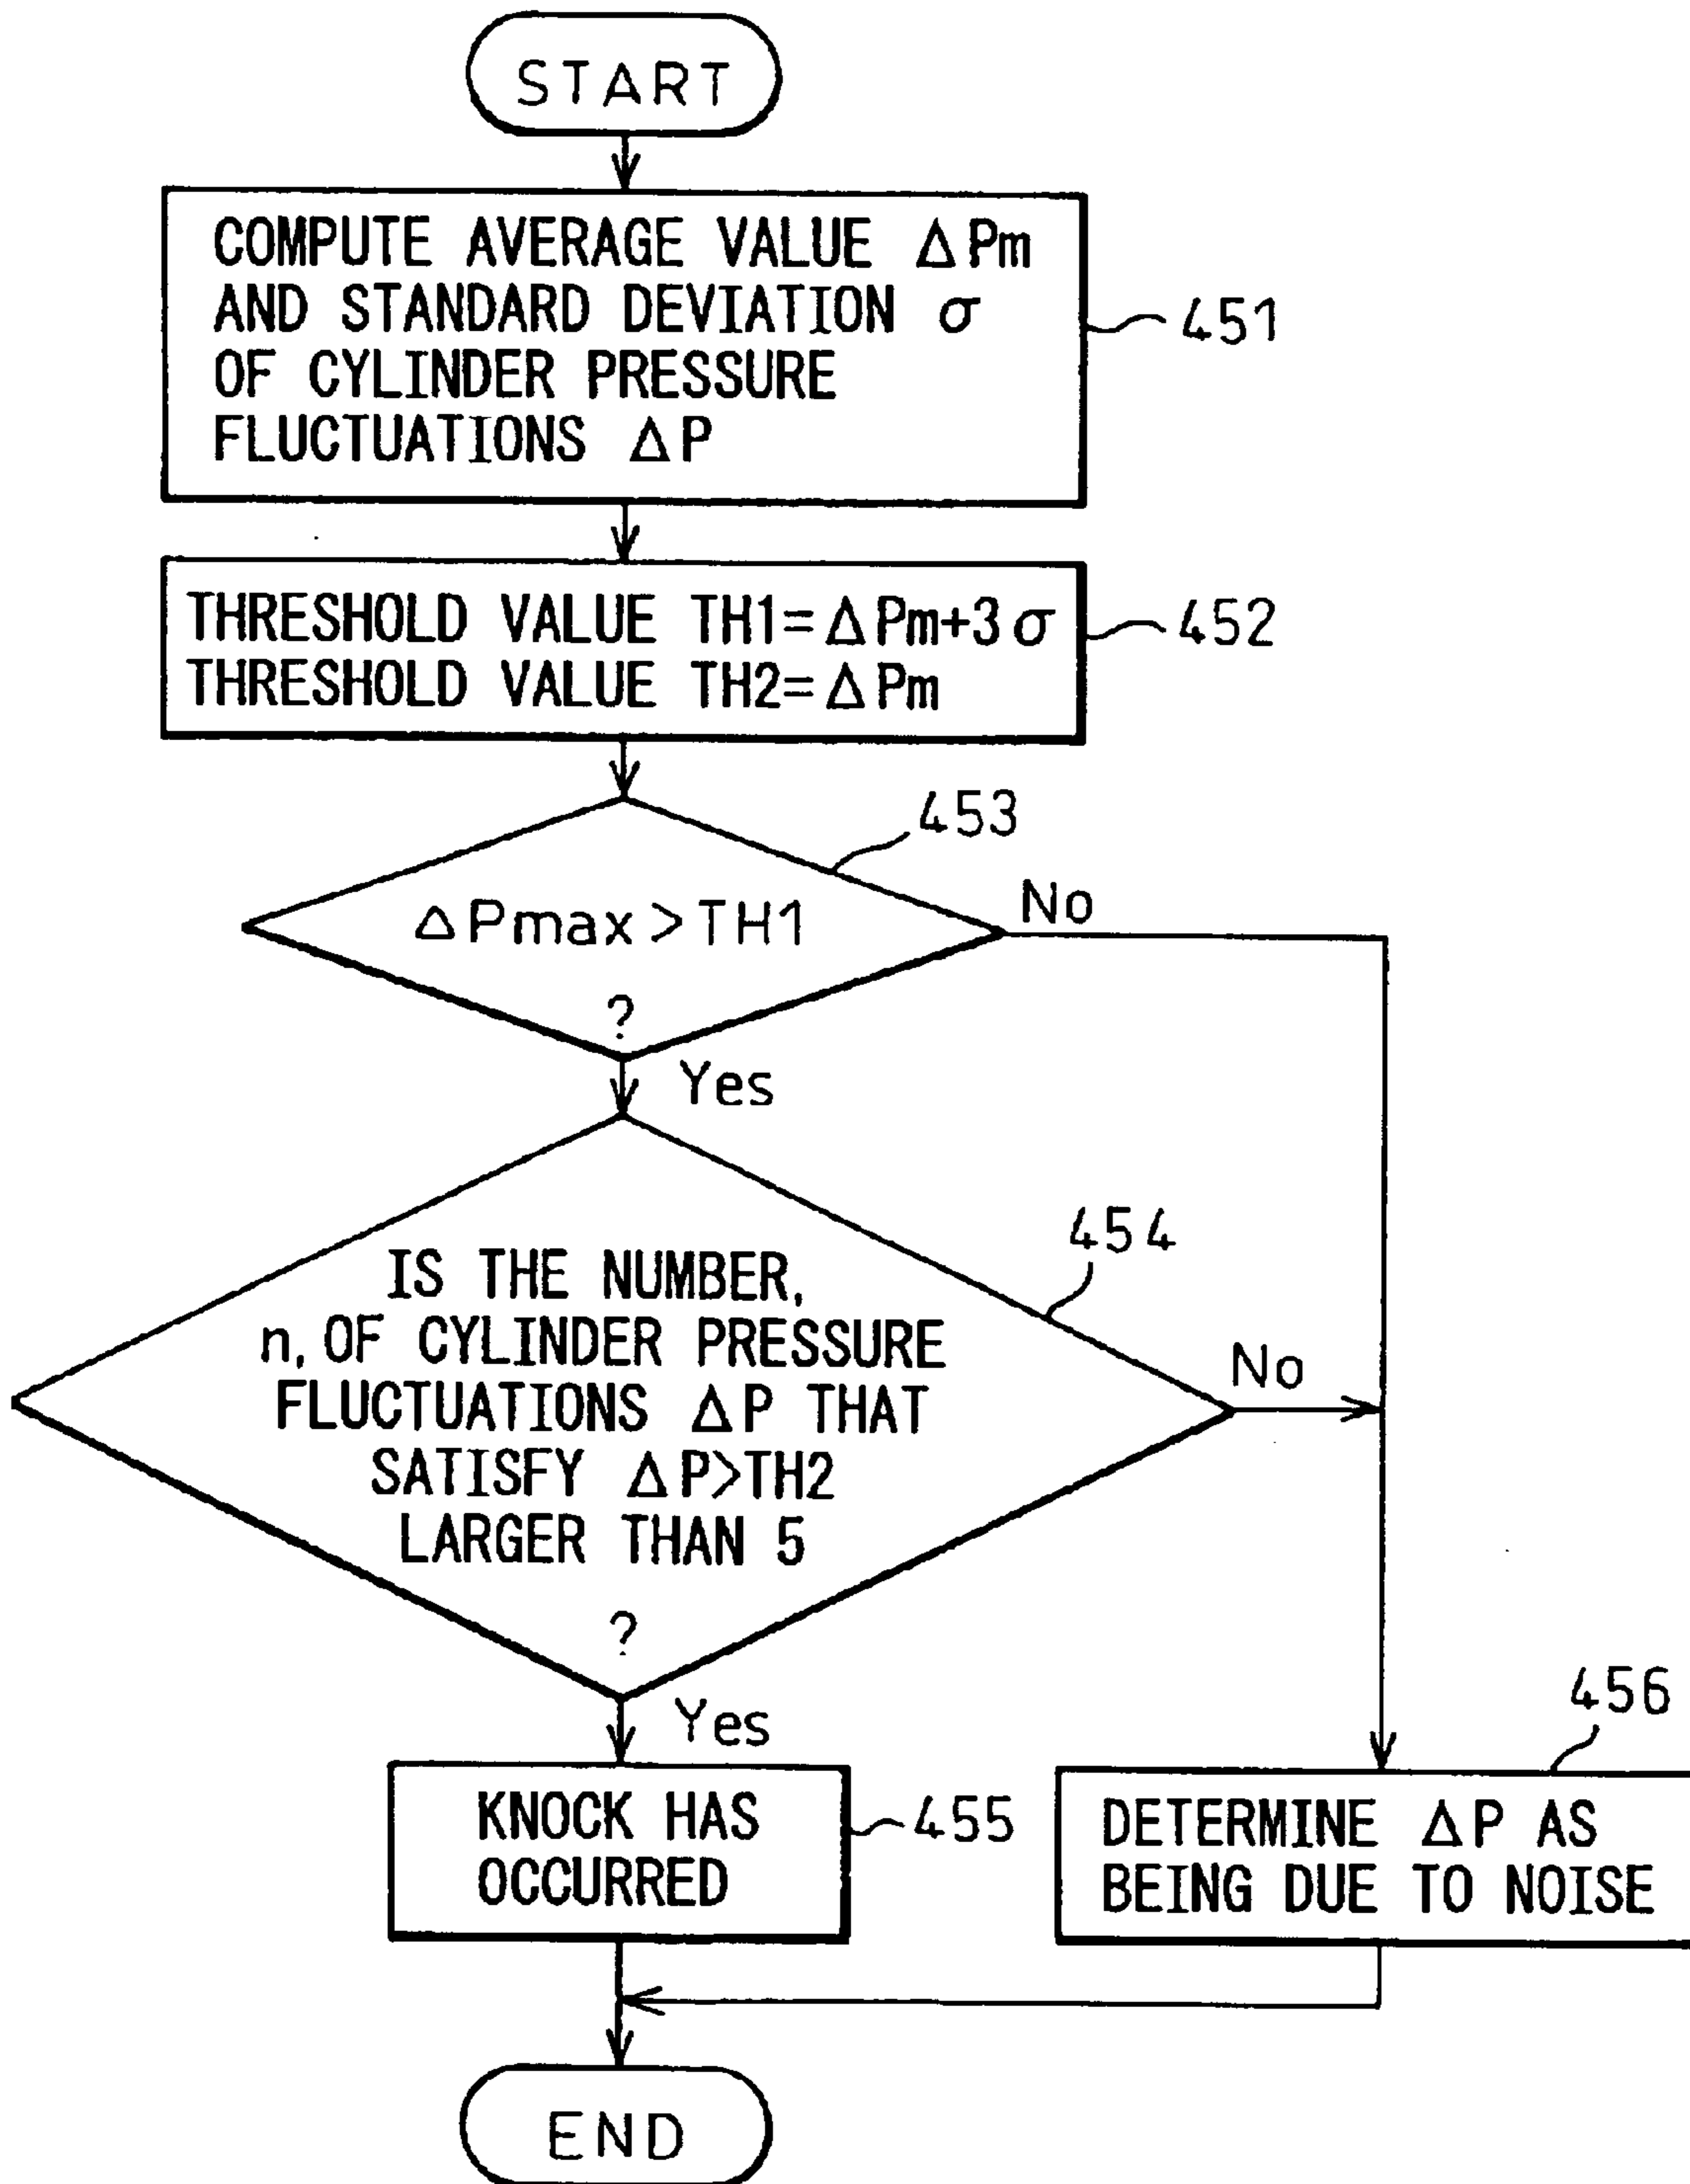 START
COMPUTE AVERAGE VALUE ΔPm
AND STANDARD DEVIATION σ
OF CYLINDER PRESSURE
FLUCTUATIONS ΔP
451
THRESHOLD VALUE TH1=ΔPm+3σ
THRESHOLD VALUE TH2=ΔPm
452
453
ΔPmax>TH1
?
No
Yes
454
IS THE NUMBER,
n, OF CYLINDER PRESSURE
FLUCTUATIONS ΔP THAT
SATISFY ΔP>TH2
LARGER THAN 5
?
No
Yes
KNOCK HAS
OCCURRED
455
456
DETERMINE ΔP AS
BEING DUE TO NOISE
END